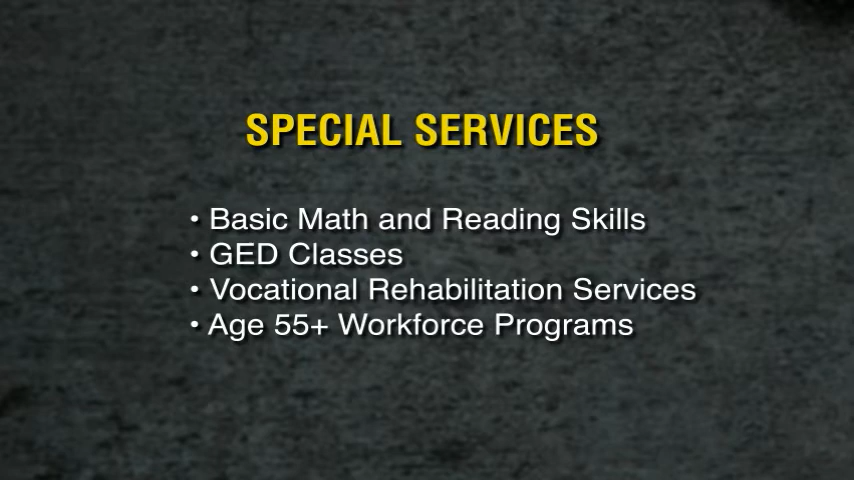 SPECIAL SERVICES
• Basic Math and Reading Skills
• GED Classes
• Vocational Rehabilitation Services
• Age 55+ Workforce Programs